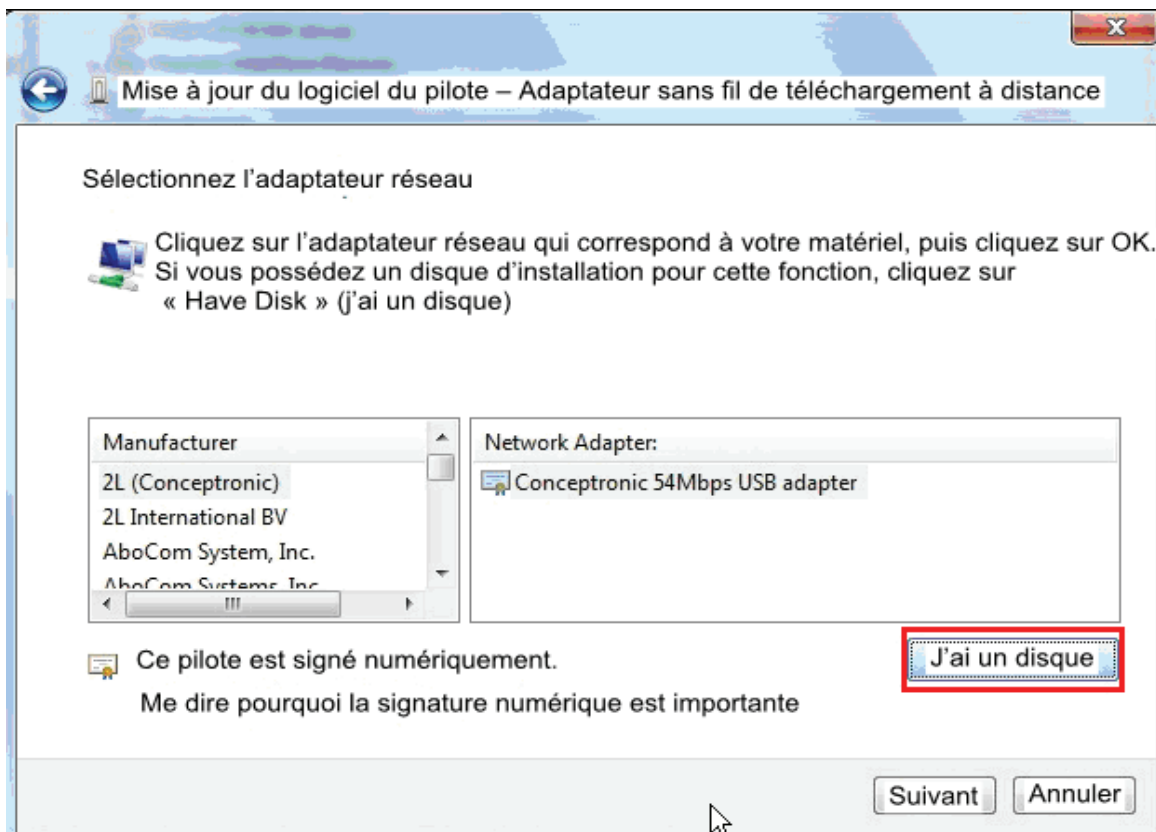 Mise à jour du logiciel du pilote – Adaptateur sans fil de téléchargement à distance
Sélectionnez l'adaptateur réseau
Cliquez sur l'adaptateur réseau qui correspond à votre matériel, puis cliquez sur OK.
Si vous possédez un disque d'installation pour cette fonction, cliquez sur
« Have Disk » (j'ai un disque)
Manufacturer
2L (Conceptronic)
2L International BV
AboCom System, Inc.
AboCom Systems, Inc.
Network Adapter:
Conceptronic 54Mbps USB adapter
Ce pilote est signé numériquement.
J'ai un disque
Me dire pourquoi la signature numérique est importante
Suivant
Annuler